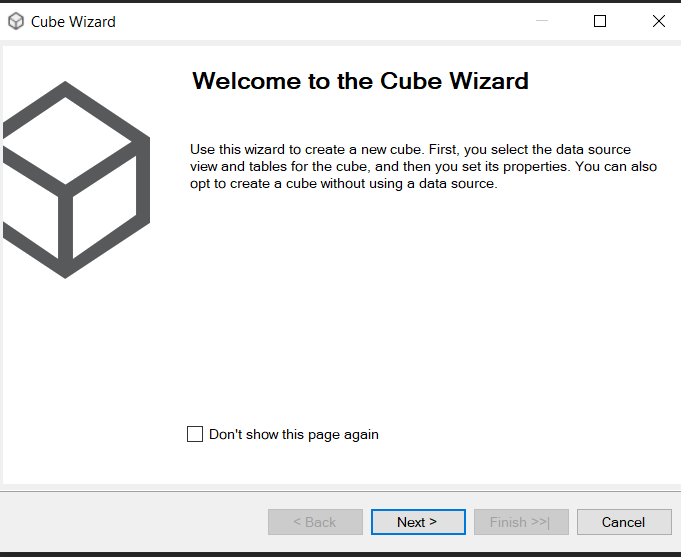 Cube Wizard
Welcome to the Cube Wizard
Use this wizard to create a new cube. First, you select the data source
view and tables for the cube, and then you set its properties. You can also
opt to create a cube without using a data source.
Don't show this page again
< Back
Next >
Finish >>|
Cancel